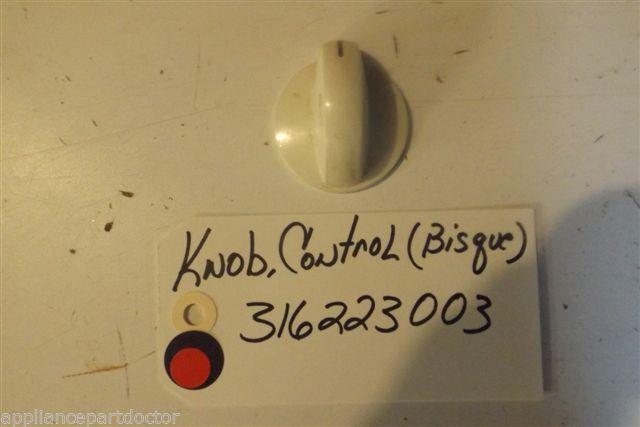 Knob, Control (Bisque)
316223003
appliancepartdoctor